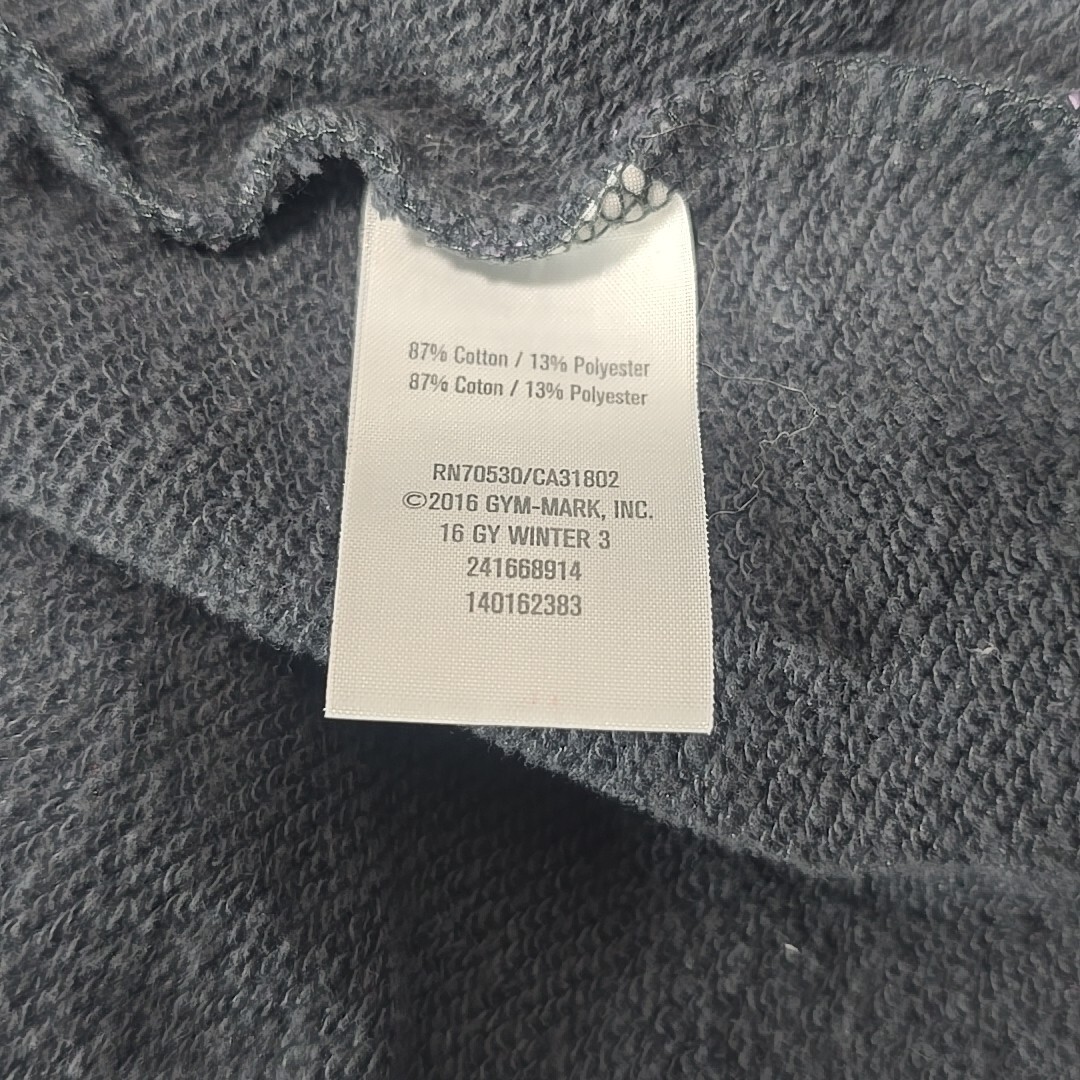 87% Cotton / 13% Polyester
87% Coton / 13% Polyester
RN70530/CA31802
©2016 GYM-MARK, INC.
16 GY WINTER 3
241668914
140162383